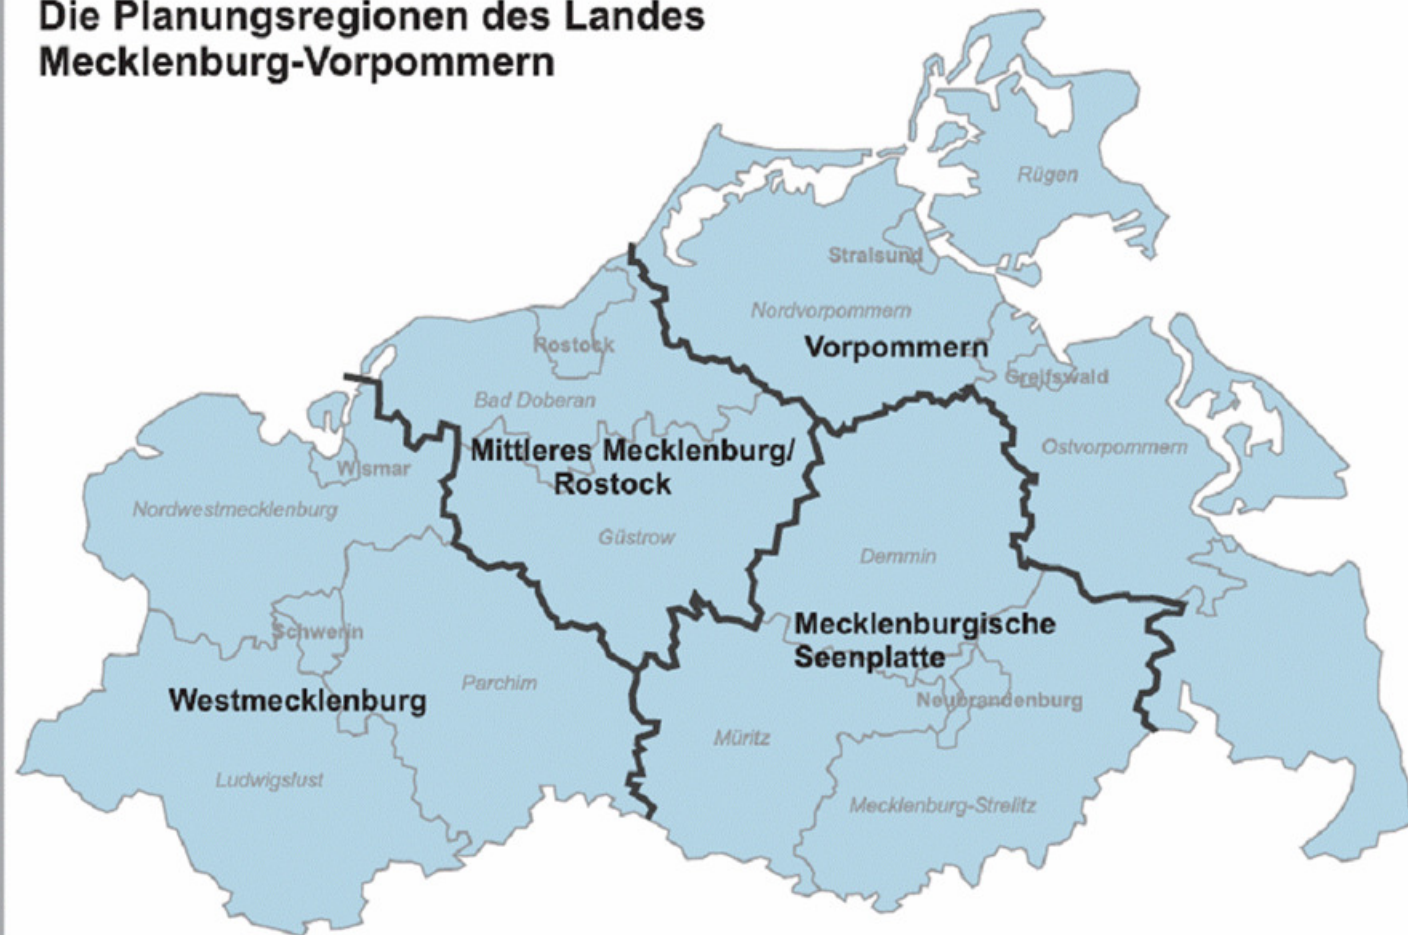 Die Planungsregionen des Landes
Mecklenburg-Vorpommern
Rügen
Stralsund
Nordvorpommern
Vorpommern
Rostock
Greifswald
Bad Doberan
Ostvorpommern
Mittleres Mecklenburg/
Rostock
Wismar
Nordwestmecklenburg
Güstrow
Demmin
Schwerin
Mecklenburgische
Seenplatte
Parchim
Westmecklenburg
Neubrandenburg
Müritz
Ludwigslust
Mecklenburg-Strelitz